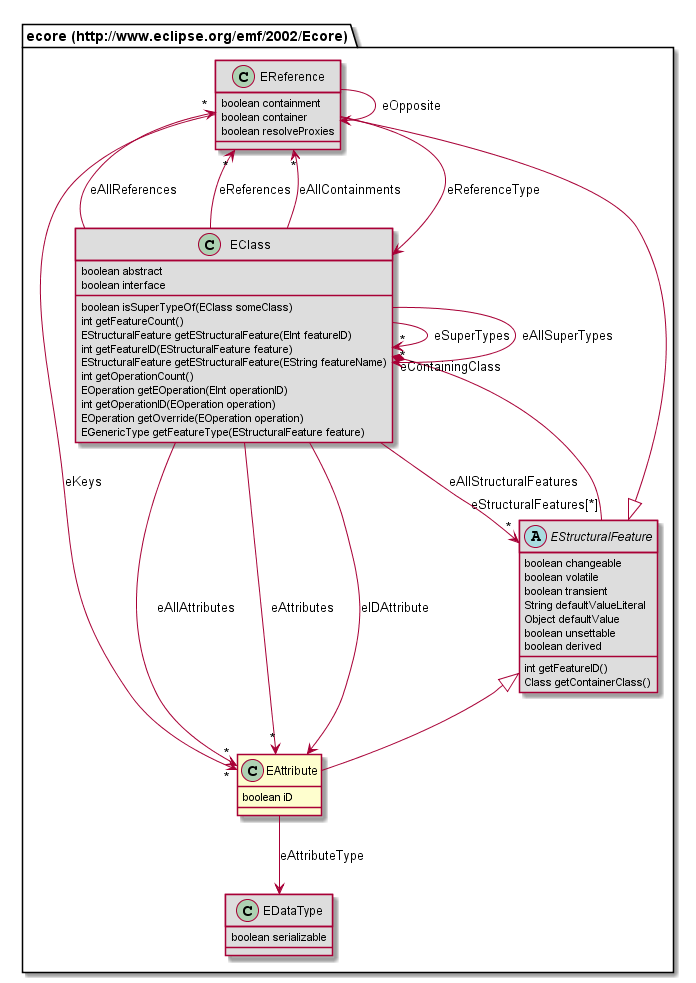 ecore (http://www.eclipse.org/emf/2002/Ecore)
C EReference
boolean containment
boolean container
boolean resolveProxies
*
eOpposite
* *
eAllReferences
eReferences
eAllContainments
eReferenceType
C EClass
boolean abstract
boolean interface
boolean isSuperTypeOf(EClass someClass)
int getFeatureCount()
EStructuralFeature getEStructuralFeature(EInt featureID)
int getFeatureID(EStructuralFeature feature)
EStructuralFeature getEStructuralFeature(EString featureName)
int getOperationCount()
EOperation getEOperation(EInt operationID)
int getOperationID(EOperation operation)
EOperation getOverride(EOperation operation)
EGenericType getFeatureType(EStructuralFeature feature)
*
eSuperTypes
eAllSuperTypes
*
eContainingClass
eKeys
eAllStructuralFeatures
eStructuralFeatures[*]
*
A EStructuralFeature
boolean changeable
boolean volatile
boolean transient
String defaultValueLiteral
Object defaultValue
boolean unsettable
boolean derived
int getFeatureID()
Class getContainerClass()
eAllAttributes
eAttributes
eIDAttribute
*
*
*
C EAttribute
boolean iD
eAttributeType
C EDataType
boolean serializable